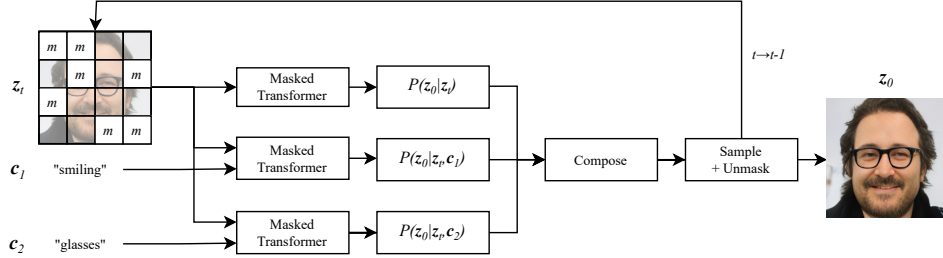 m m
m
m
m m
z_t
c_1 "smiling"
c_2 "glasses"
Masked
Transformer
P(z_0|z_t)
Masked
Transformer
P(z_0|z_t,c_1)
Masked
Transformer
P(z_0|z_t,c_2)
Compose
Sample
+ Unmask
t→t-1
z_0